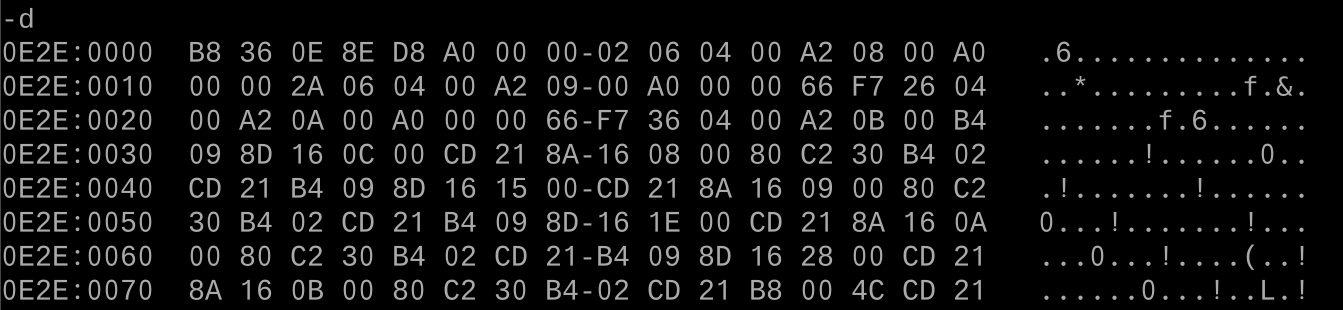 -d
0E2E:0000  B8 36 0E 8E D8 A0 00 00-02 06 04 00 A2 08 00 A0   .6..............
0E2E:0010  00 00 2A 06 04 00 A2 09-00 A0 00 00 66 F7 26 04   ..*.........f.&.
0E2E:0020  00 A2 0A 00 A0 00 00 66-F7 36 04 00 A2 0B 00 B4   .......f.6......
0E2E:0030  09 8D 16 0C 00 CD 21 8A-16 08 00 80 C2 30 B4 02   ......!......0..
0E2E:0040  CD 21 B4 09 8D 16 15 00-CD 21 8A 16 09 00 80 C2   .!.......!......
0E2E:0050  30 B4 02 CD 21 B4 09 8D-16 1E 00 CD 21 8A 16 0A   0...!.......!...
0E2E:0060  00 80 C2 30 B4 02 CD 21-B4 09 8D 16 28 00 CD 21   ...0...!....(..!
0E2E:0070  8A 16 0B 00 80 C2 30 B4-02 CD 21 B8 00 4C CD 21   ......0...!..L.!